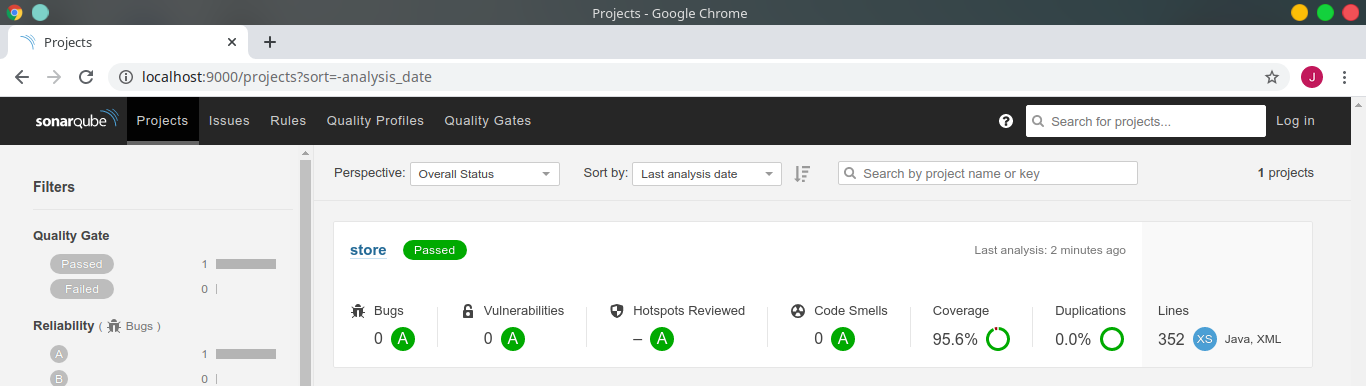 Projects - Google Chrome
Projects
localhost:9000/projects?sort=-analysis_date
J
sonarqube Projects Issues Rules Quality Profiles Quality Gates ? Search for projects... Log in
Perspective: Overall Status Sort by: Last analysis date Search by project name or key 1 projects
Filters
Quality Gate
Passed 1
Failed 0
Reliability ( Bugs )
A 1
B 0
store Passed Last analysis: 2 minutes ago
Bugs Vulnerabilities Hotspots Reviewed Code Smells Coverage Duplications Lines
0 A 0 A – A 0 A 95.6% 0.0% 352 XS Java, XML